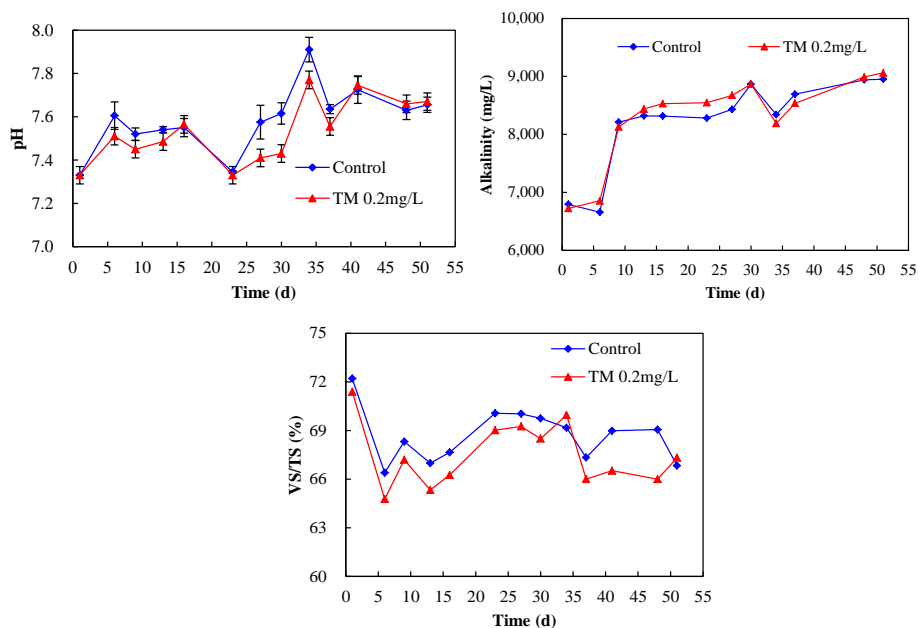 8.0
7.8
7.6
7.4
7.2
7.0
pH
Control
TM 0.2mg/L
0 5 10 15 20 25 30 35 40 45 50 55
Time (d)
10,000
9,000
8,000
7,000
6,000
Alkalinity (mg/L)
Control TM 0.2mg/L
0 5 10 15 20 25 30 35 40 45 50 55
Time (d)
75
72
69
66
63
60
VS/TS (%)
Control
TM 0.2mg/L
0 5 10 15 20 25 30 35 40 45 50 55
Time (d)